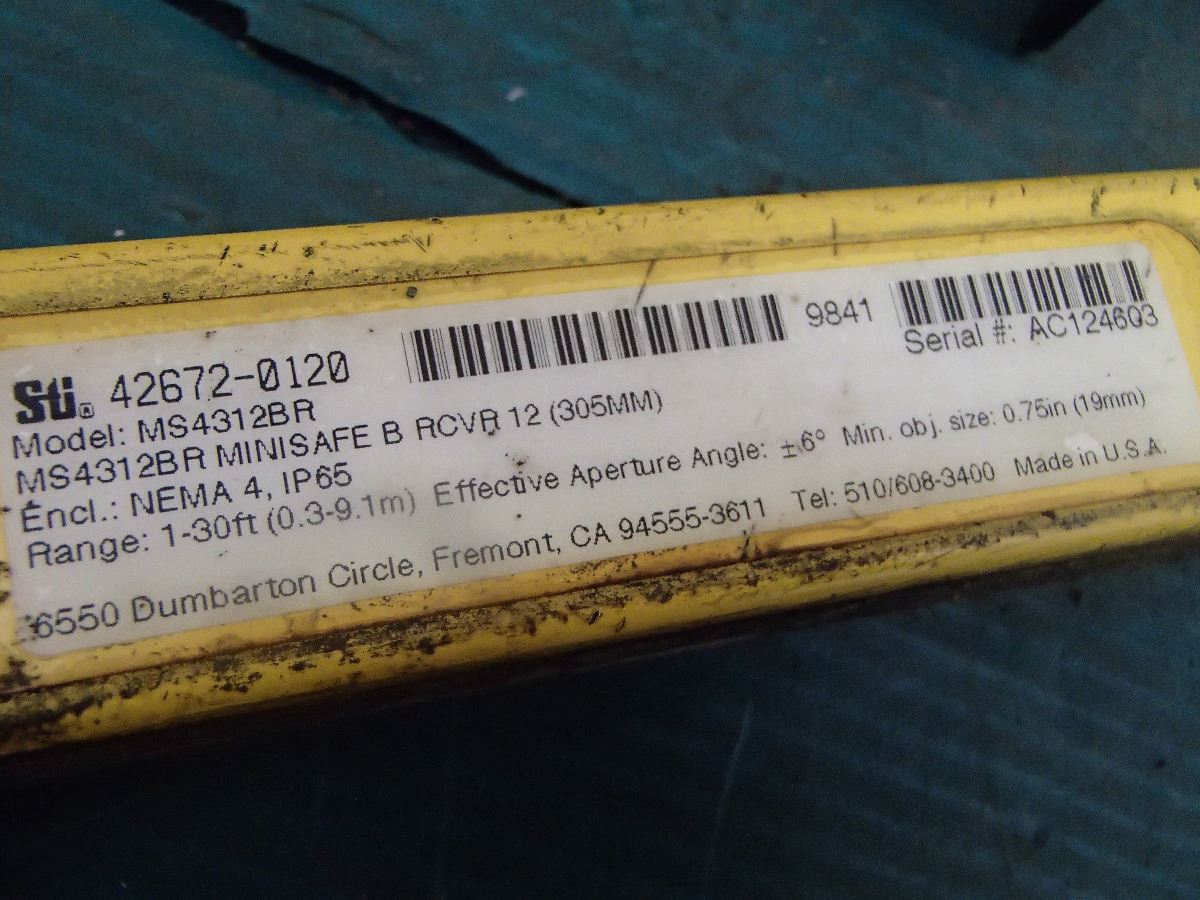 Sti® 42672-0120 9841
Serial #: AC124603
Model: MS4312BR
MS4312BR MINISAFE B RCVR 12 (305MM)
Encl.: NEMA 4, IP65
Range: 1-30ft (0.3-9.1m) Effective Aperture Angle: ±6° Min. obj. size: 0.75in (19mm)
6550 Dumbarton Circle, Fremont, CA 94555-3611 Tel: 510/608-3400 Made in U.S.A.